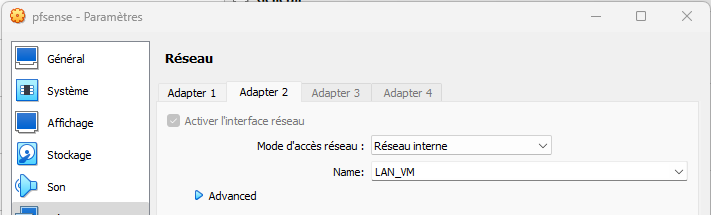 pfsense - Paramètres
Général
Système
Affichage
Stockage
Son
Réseau
Adapter 1 Adapter 2 Adapter 3 Adapter 4
Activer l'interface réseau
Mode d'accès réseau : Réseau interne
Name: LAN_VM
Advanced